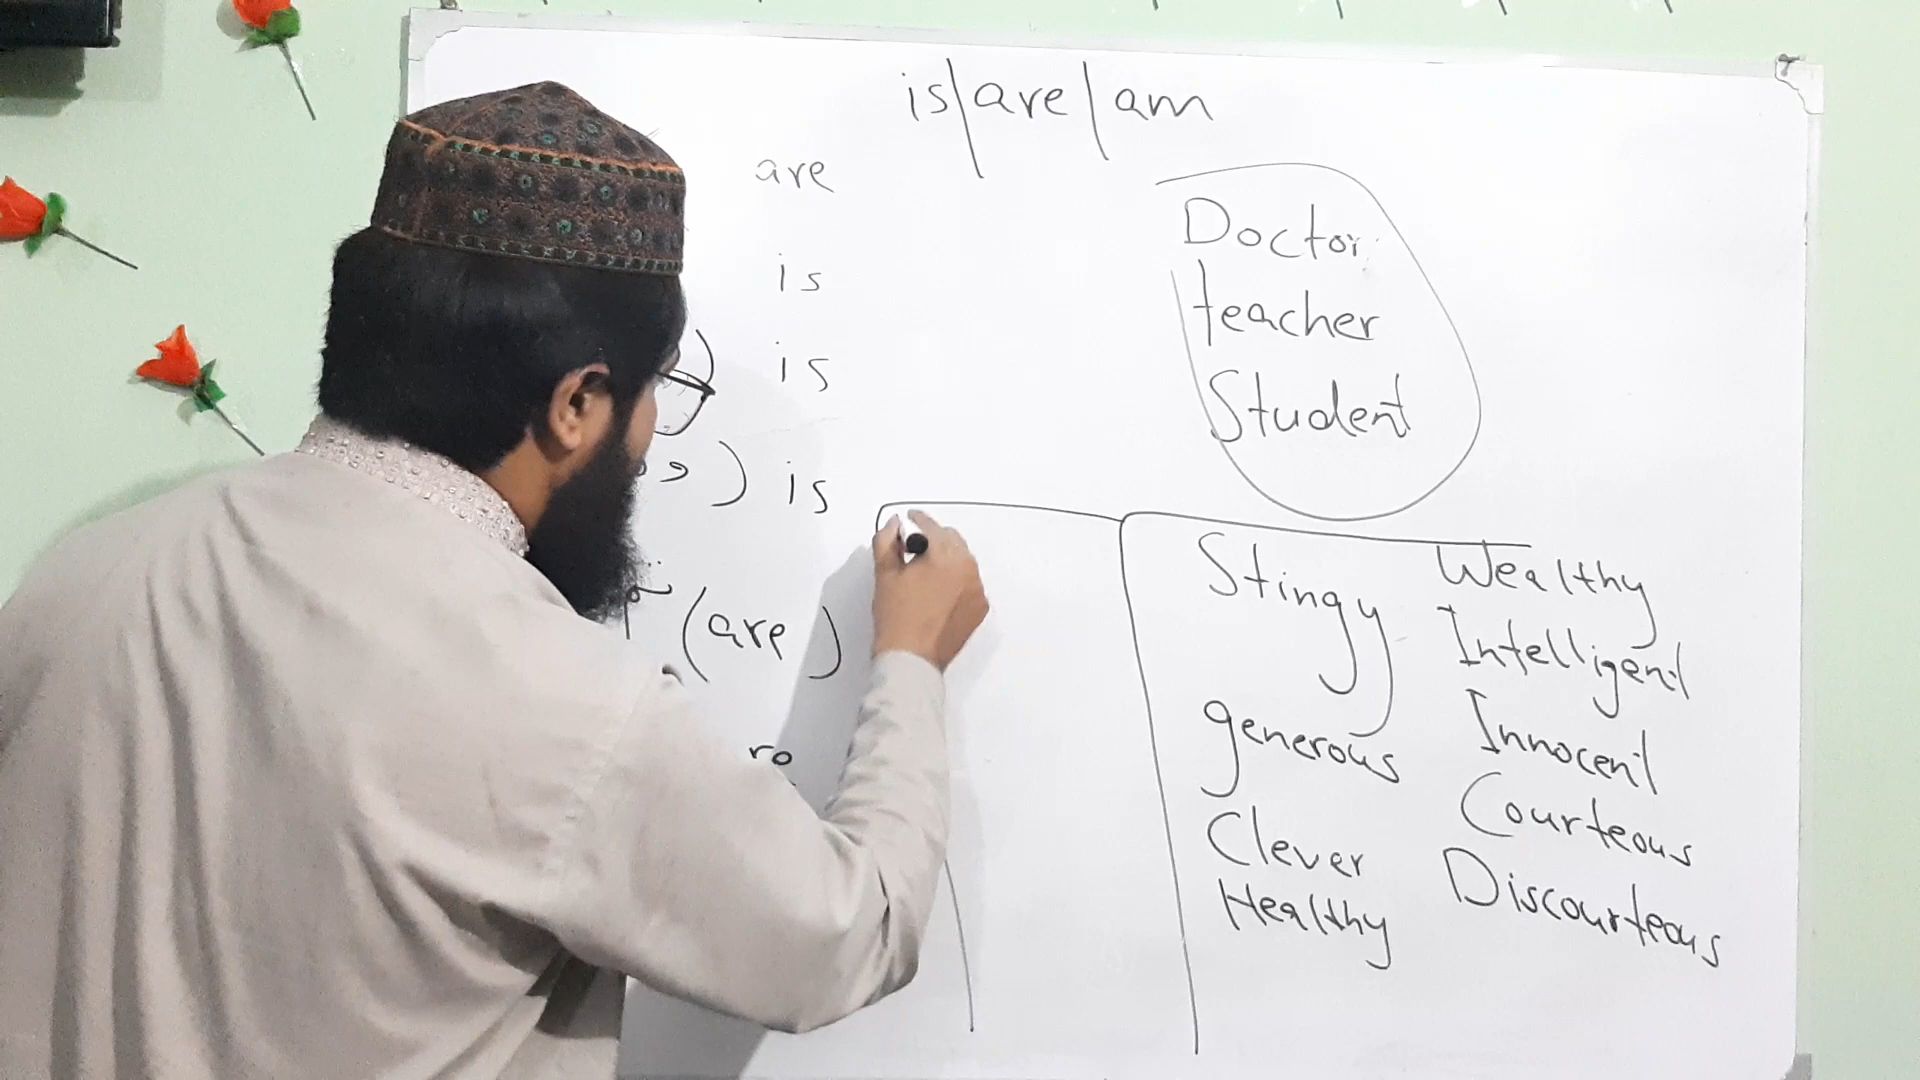 is/are/am
are
is
is
is
(are)
Doctor
teacher
Student
Stingy
generous
Clever
Healthy
Wealthy
Intelligent
Innocent
Courteous
Discourteous